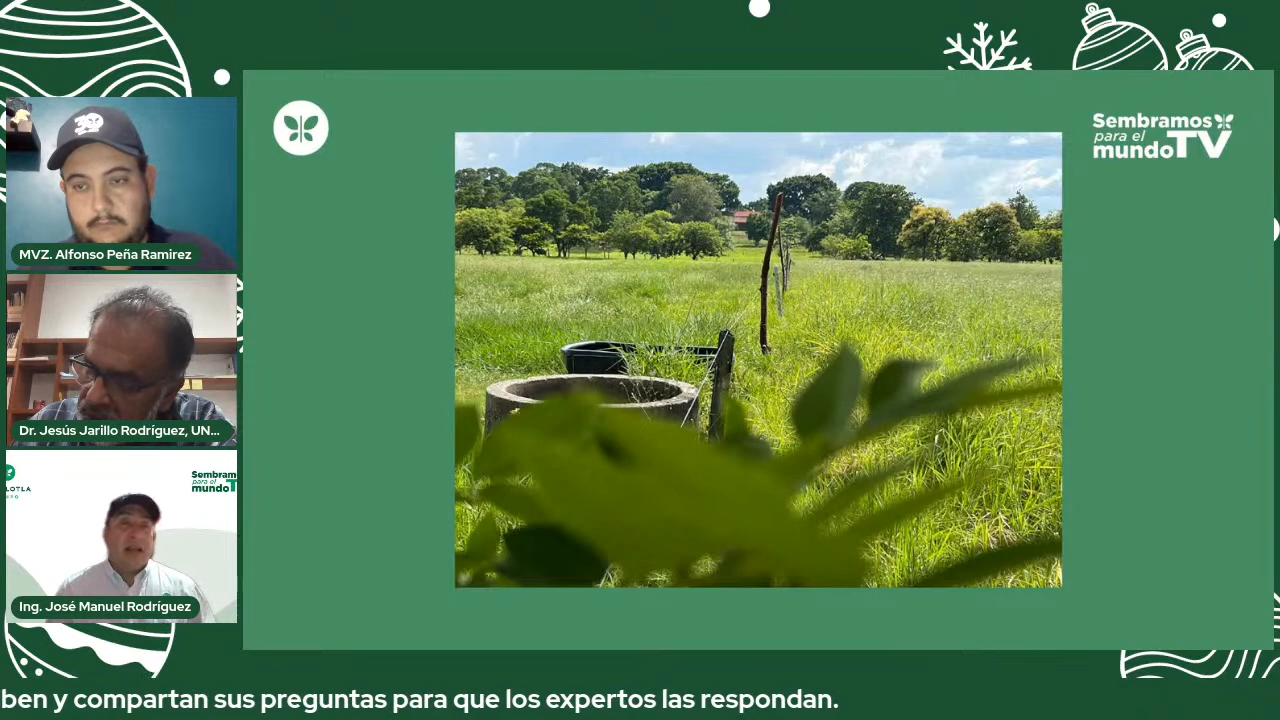 Sembramos
para el
mundo TV
MVZ. Alfonso Peña Ramirez
Dr. Jesús Jarillo Rodríguez, UN...
LOTLA
Sembram
para el
mundo T
Ing. José Manuel Rodríguez
ben y compartan sus preguntas para que los expertos las respondan.